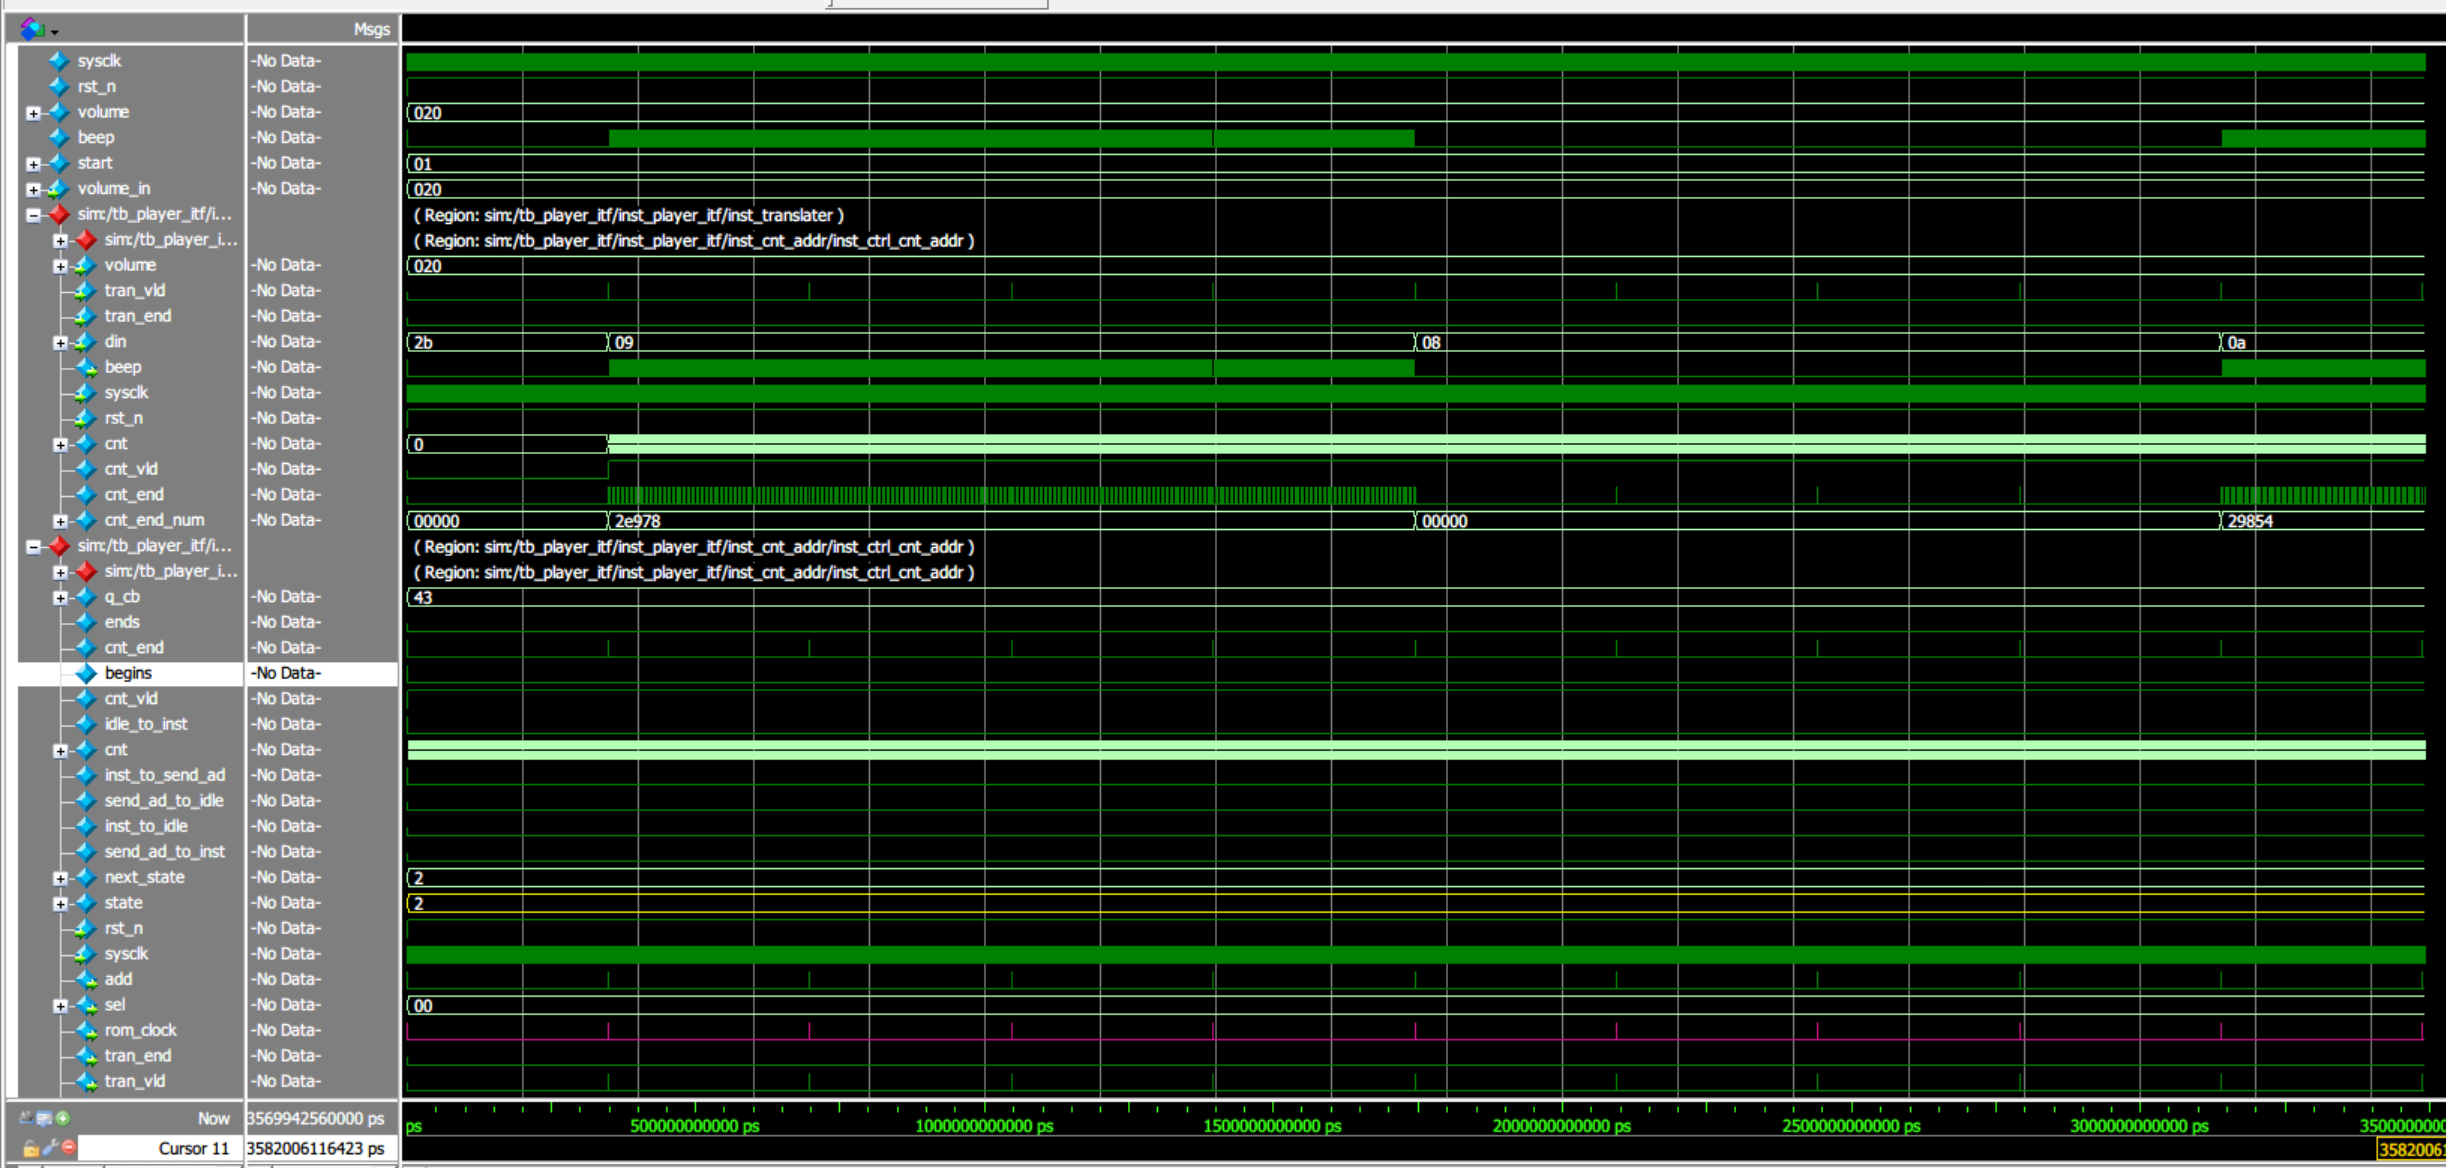 Msgs
sysclk -No Data-
rst_n -No Data-
volume -No Data- 020
beep -No Data-
start -No Data- 01
volume_in -No Data- 020
sim:/tb_player_itf/i... ( Region: sim:/tb_player_itf/inst_player_itf/inst_translater )
sim:/tb_player_i... ( Region: sim:/tb_player_itf/inst_player_itf/inst_cnt_addr/inst_ctrl_cnt_addr )
volume -No Data- 020
tran_vld -No Data-
tran_end -No Data-
din -No Data- 2b 09 08 0a
beep -No Data-
sysclk -No Data-
rst_n -No Data-
cnt -No Data- 0
cnt_vld -No Data-
cnt_end -No Data-
cnt_end_num -No Data- 00000 2e978 00000 29854
sim:/tb_player_itf/i... ( Region: sim:/tb_player_itf/inst_player_itf/inst_cnt_addr/inst_ctrl_cnt_addr )
sim:/tb_player_i... ( Region: sim:/tb_player_itf/inst_player_itf/inst_cnt_addr/inst_ctrl_cnt_addr )
q_cb -No Data- 43
ends -No Data-
cnt_end -No Data-
begins -No Data-
cnt_vld -No Data-
idle_to_inst -No Data-
cnt -No Data-
inst_to_send_ad -No Data-
send_ad_to_idle -No Data-
inst_to_idle -No Data-
send_ad_to_inst -No Data-
next_state -No Data- 2
state -No Data- 2
rst_n -No Data-
sysclk -No Data-
add -No Data-
sel -No Data- 00
rom_clock -No Data-
tran_end -No Data-
tran_vld -No Data-
Now 3569942560000 ps ps 500000000000 ps 1000000000000 ps 1500000000000 ps 2000000000000 ps 2500000000000 ps 3000000000000 ps 3500000000
Cursor 11 3582006116423 ps 3582006